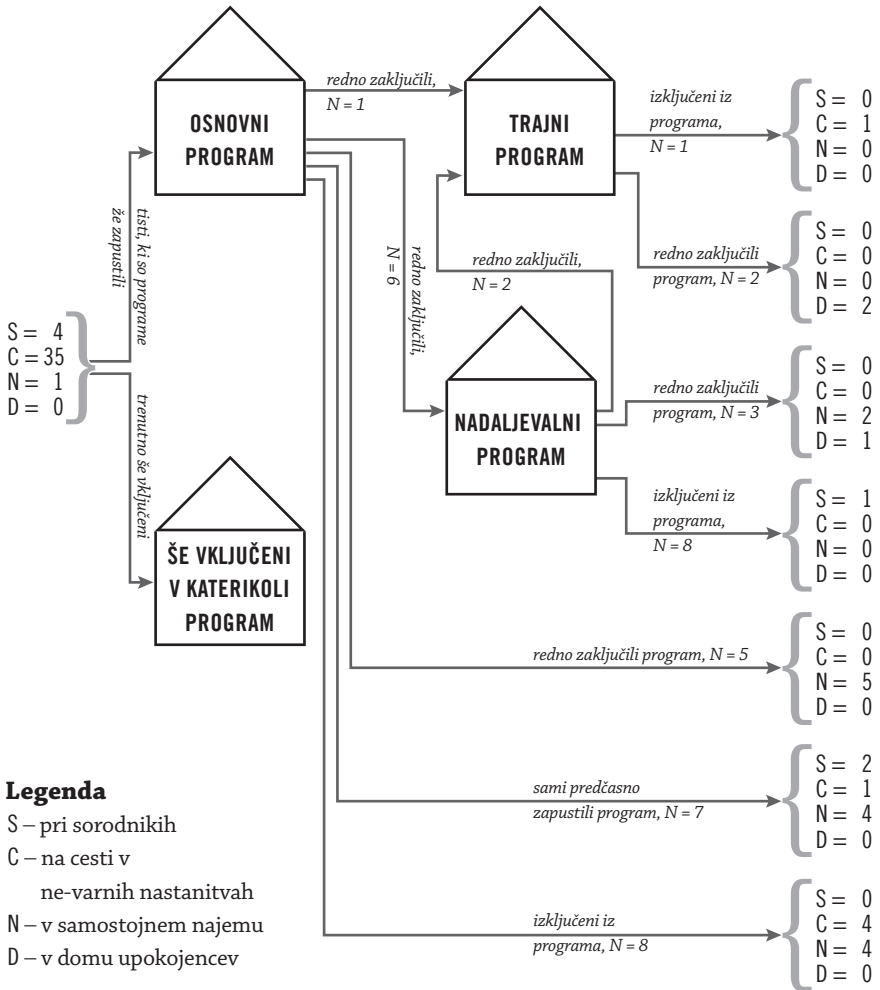 redno zaključili,
N = 1
OSNOVNI
PROGRAM
TRAJNI
PROGRAM
izključeni iz
programa,
N = 1
S = 0
C = 1
N = 0
D = 0
tisti, ki so programe
že zapustili
redno zaključili,
N = 6
redno zaključili,
N = 2
redno zaključili
program, N = 2
S = 0
C = 0
N = 0
D = 2
S = 4
C = 35
N = 1
D = 0
NADALJEVALNI
PROGRAM
redno zaključili
program, N = 3
S = 0
C = 0
N = 2
D = 1
trenutno še vključeni
izključeni iz
programa,
N = 8
S = 1
C = 0
N = 0
D = 0
ŠE VKLJUČENI
V KATERIKOLI
PROGRAM
redno zaključili program, N = 5
S = 0
C = 0
N = 5
D = 0
sami predčasno
zapustili program, N = 7
S = 2
C = 1
N = 4
D = 0
izključeni iz
programa, N = 8
S = 0
C = 4
N = 4
D = 0
Legenda
S – pri sorodnikih
C – na cesti v
ne-varnih nastanitvah
N – v samostojnem najemu
D – v domu upokojencev